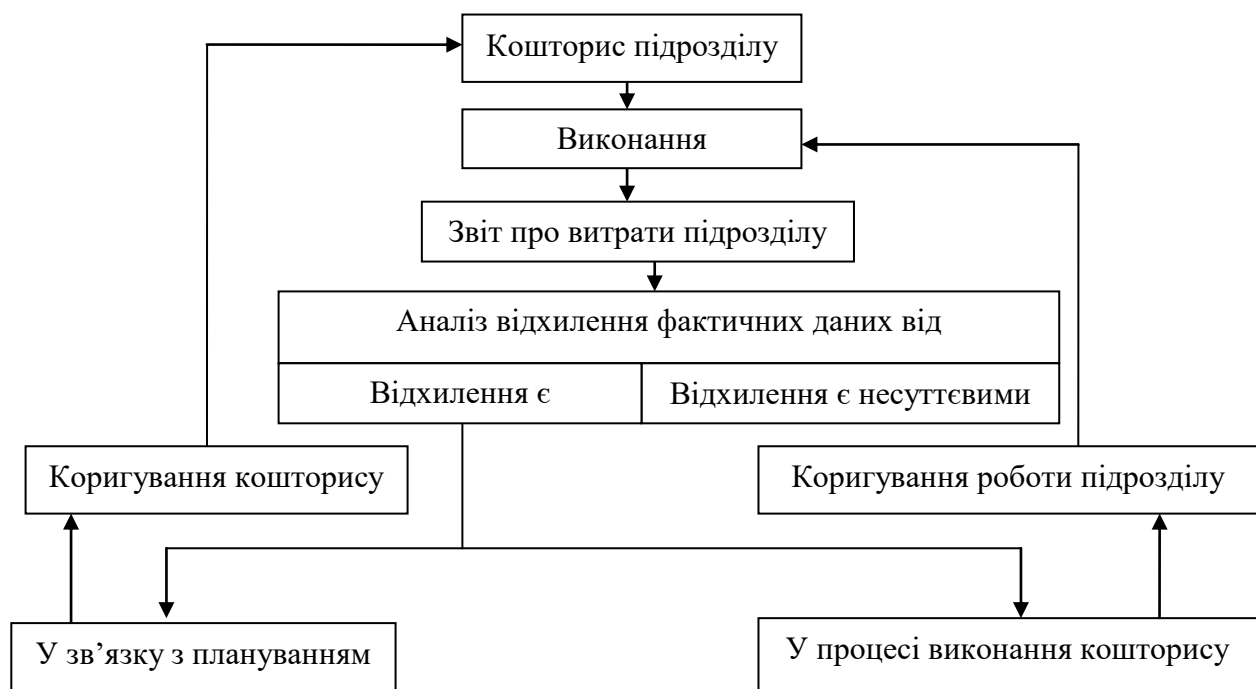 Кошторис підрозділу
Виконання
Звіт про витрати підрозділу
Аналіз відхилення фактичних даних від
Відхилення є
Відхилення є несуттєвими
Коригування кошторису
Коригування роботи підрозділу
У зв’язку з плануванням
У процесі виконання кошторису